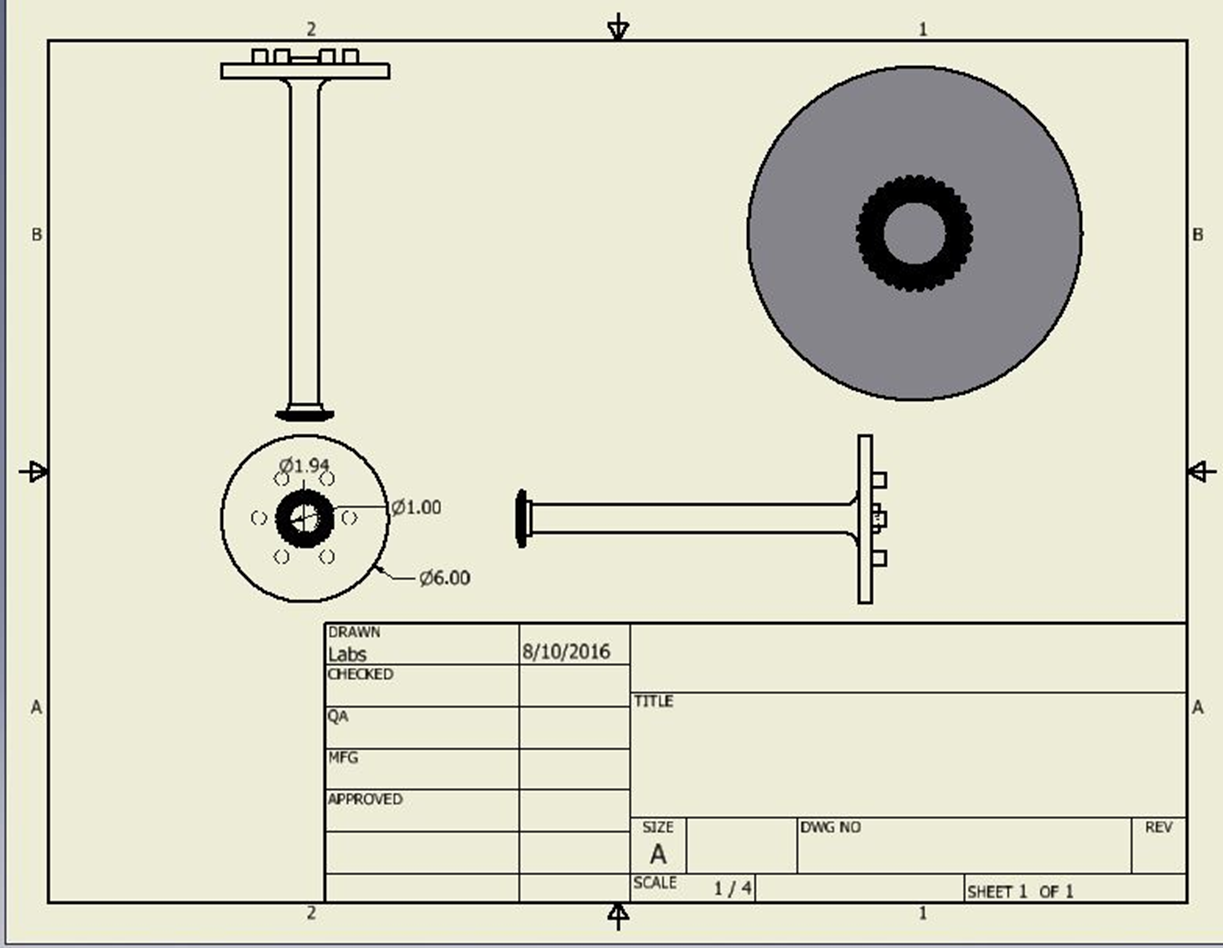 2
1
B
B
Ø1.94
Ø1.00
Ø6.00
DRAWN
Labs
8/10/2016
CHECKED
TITLE
A
A
QA
MFG
APPROVED
SIZE
A
DWG NO
REV
SCALE
1 / 4
SHEET 1 OF 1
2
1